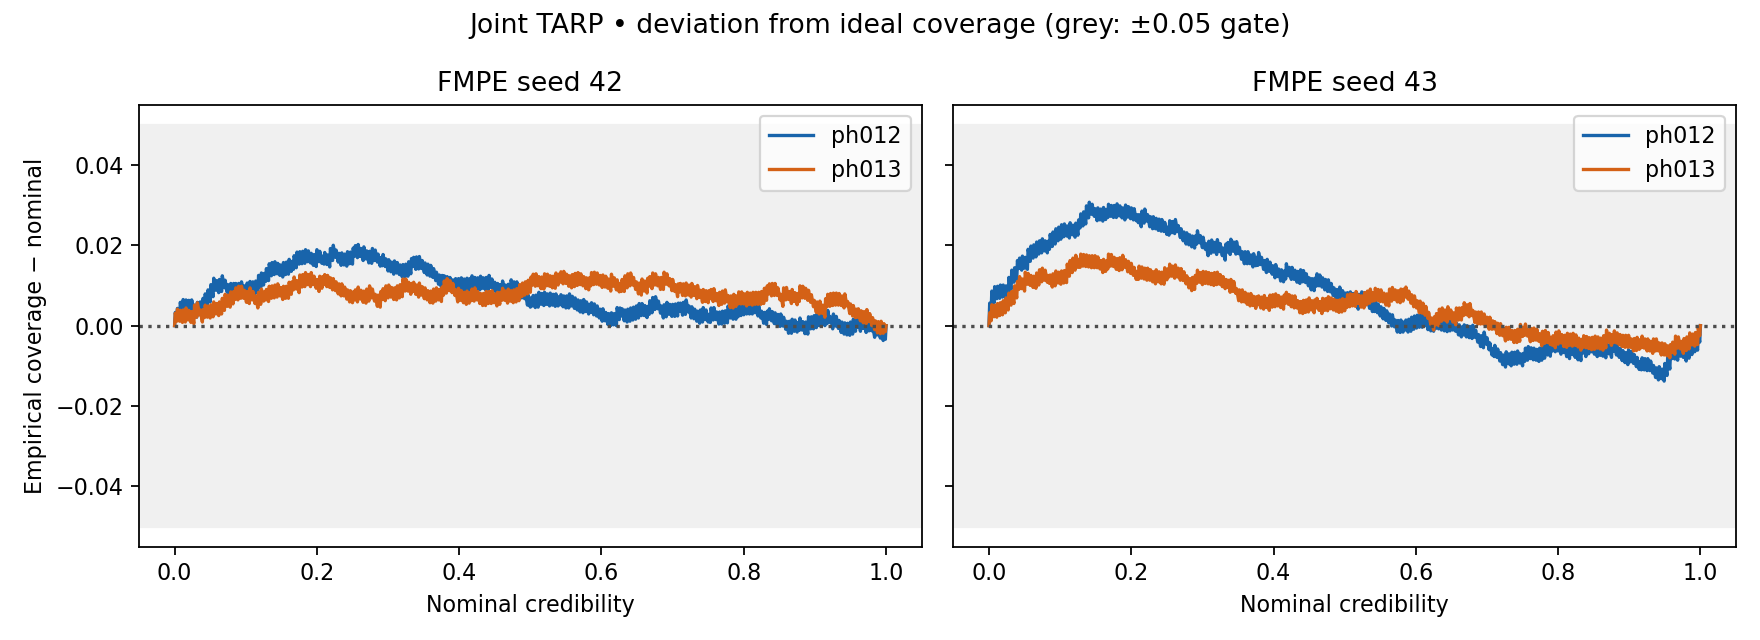 Joint TARP • deviation from ideal coverage (grey: ±0.05 gate)
FMPE seed 42
Empirical coverage − nominal
0.04
0.02
0.00
−0.02
−0.04
ph012
ph013
0.0 0.2 0.4 0.6 0.8 1.0
Nominal credibility
FMPE seed 43
ph012
ph013
0.0 0.2 0.4 0.6 0.8 1.0
Nominal credibility